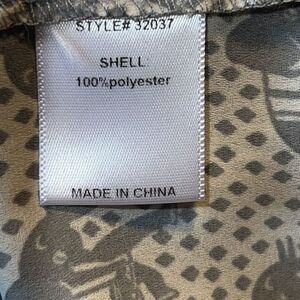 STYLE# 32037
SHELL:
100%polyester
MADE IN CHINA